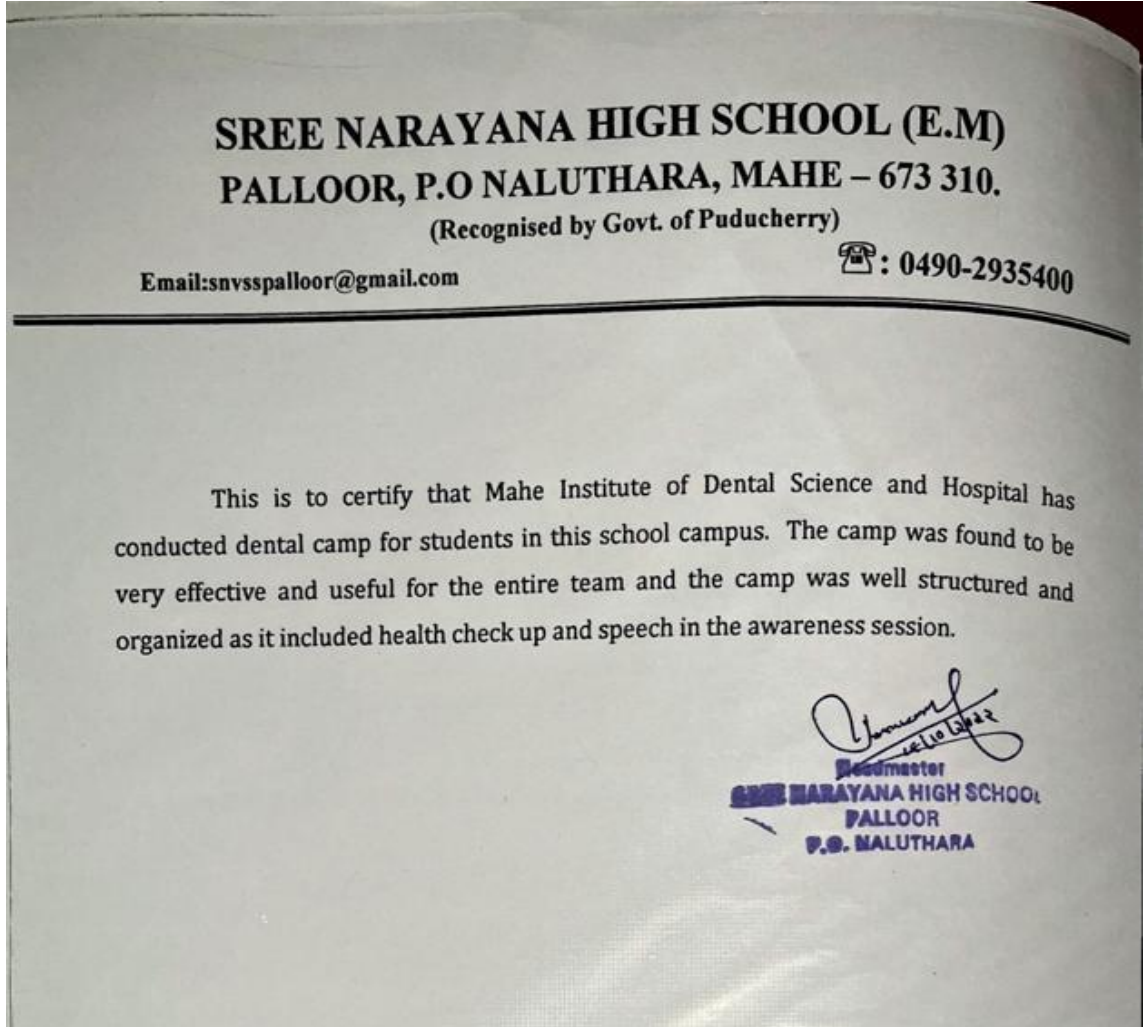 SREE NARAYANA HIGH SCHOOL (E.M)
PALLOOR, P.O NALUTHARA, MAHE – 673 310.
(Recognised by Govt. of Puducherry)
Email:snvsspalloor@gmail.com
☎: 0490-2935400
This is to certify that Mahe Institute of Dental Science and Hospital has
conducted dental camp for students in this school campus. The camp was found to be
very effective and useful for the entire team and the camp was well structured and
organized as it included health check up and speech in the awareness session.
Headmaster
SREE NARAYANA HIGH SCHOOL
PALLOOR
P.O. NALUTHARA